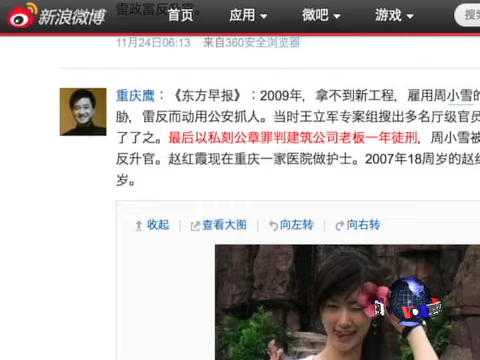 雷政富反升官。
新浪微博 首页 应用 微吧 游戏 搜索
11月24日06:13 来自360安全浏览器
重庆鹰：《东方早报》：2009年，拿不到新工程，雇用周小雪的
胁，雷反而动用公安抓人。当时王立军专案组搜出多名厅级官员
了了之。最后以私刻公章罪判建筑公司老板一年徒刑，周小雪被
反升官。赵红霞现在重庆一家医院做护士。2007年18周岁的赵红
岁。
收起 查看大图 向左转 向右转